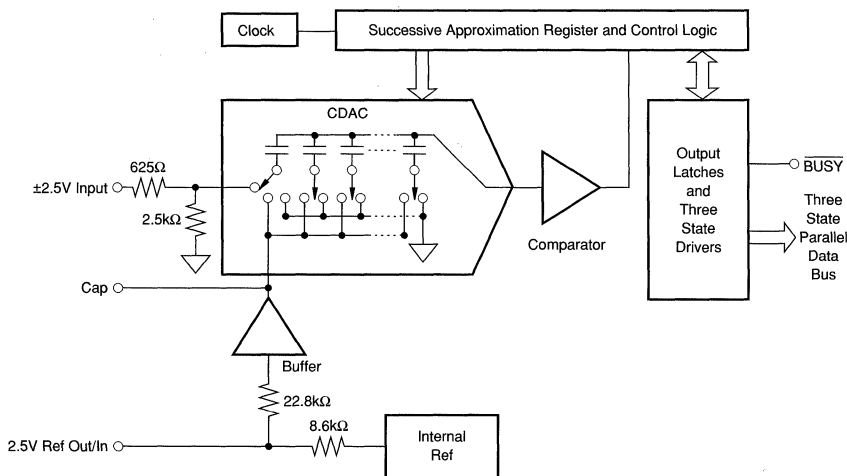 Clock
Successive Approximation Register and Control Logic
CDAC
625Ω
±2.5V Input
2.5kΩ
Comparator
Output
Latches
and
Three
State
Drivers
BUSY
Three
State
Parallel
Data
Bus
Cap
Buffer
22.8kΩ
8.6kΩ
2.5V Ref Out/In
Internal
Ref